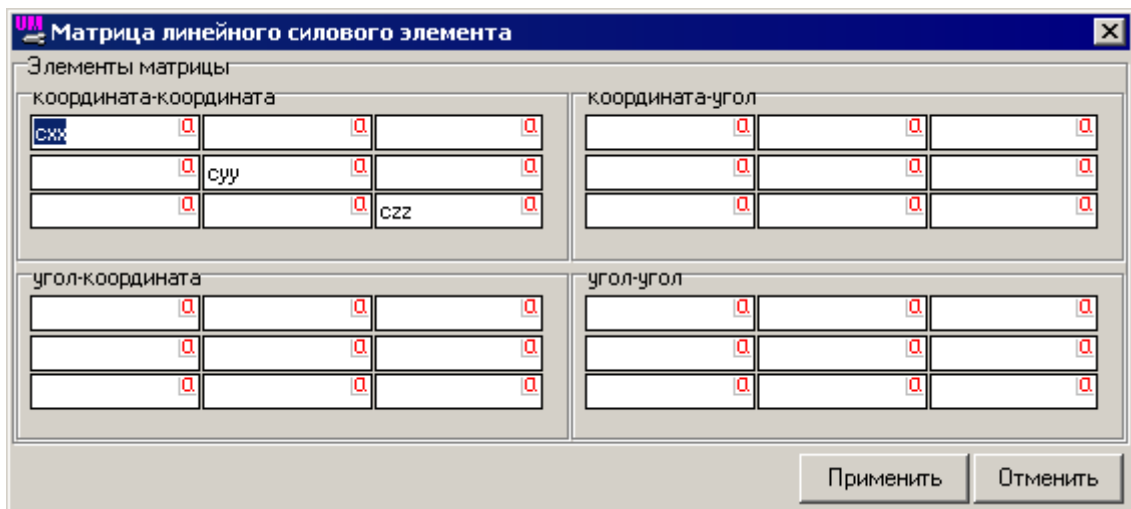 UM Матрица линейного силового элемента
Элементы матрицы
координата-координата координата-угол
cxx a a a a a a
a cyy a a a a a
a a czz a a a a
угол-координата угол-угол
a a a a a a
a a a a a a
a a a a a a
Применить Отменить